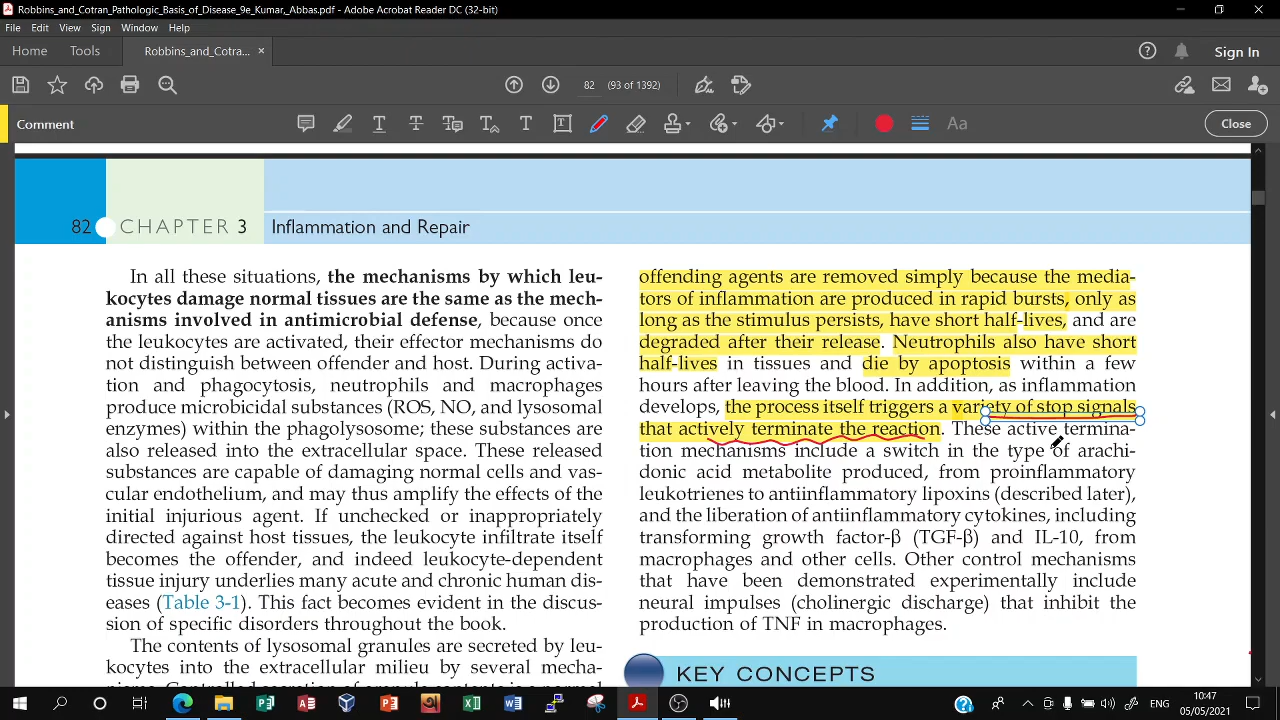 Robbins_and_Cotran_Pathologic_Basis_of_Disease_9e_Kumar_Abbas.pdf - Adobe Acrobat Reader DC (32-bit)
File Edit View Sign Window Help
Home Tools Robbins_and_Cotra... × Sign In
82 (93 of 1392)
Comment Close
82 CHAPTER 3 Inflammation and Repair
In all these situations, the mechanisms by which leu-
kocytes damage normal tissues are the same as the mech-
anisms involved in antimicrobial defense, because once
the leukocytes are activated, their effector mechanisms do
not distinguish between offender and host. During activa-
tion and phagocytosis, neutrophils and macrophages
produce microbicidal substances (ROS, NO, and lysosomal
enzymes) within the phagolysosome; these substances are
also released into the extracellular space. These released
substances are capable of damaging normal cells and vas-
cular endothelium, and may thus amplify the effects of the
initial injurious agent. If unchecked or inappropriately
directed against host tissues, the leukocyte infiltrate itself
becomes the offender, and indeed leukocyte-dependent
tissue injury underlies many acute and chronic human dis-
eases (Table 3-1). This fact becomes evident in the discus-
sion of specific disorders throughout the book.
The contents of lysosomal granules are secreted by leu-
kocytes into the extracellular milieu by several mecha-
offending agents are removed simply because the media-
tors of inflammation are produced in rapid bursts, only as
long as the stimulus persists, have short half-lives, and are
degraded after their release. Neutrophils also have short
half-lives in tissues and die by apoptosis within a few
hours after leaving the blood. In addition, as inflammation
develops, the process itself triggers a variety of stop signals
that actively terminate the reaction. These active termina-
tion mechanisms include a switch in the type of arachi-
donic acid metabolite produced, from proinflammatory
leukotrienes to antiinflammatory lipoxins (described later),
and the liberation of antiinflammatory cytokines, including
transforming growth factor-β (TGF-β) and IL-10, from
macrophages and other cells. Other control mechanisms
that have been demonstrated experimentally include
neural impulses (cholinergic discharge) that inhibit the
production of TNF in macrophages.
KEY CONCEPTS
ENG
10:47
05/05/2021